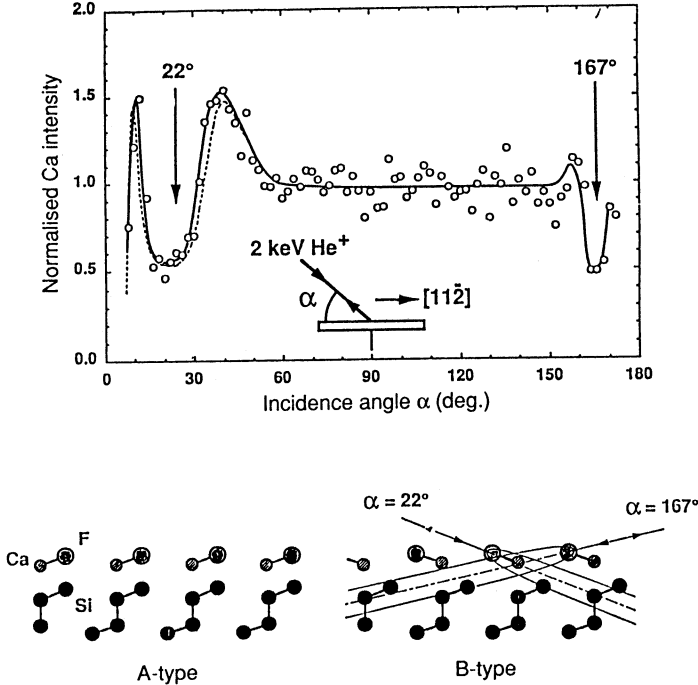 2.0
1.5
1.0
0.5
0.0
Normalised Ca intensity
22°
167°
2 keV He+
α
[112̄]
0
30
60
90
120
150
180
Incidence angle α (deg.)
α = 22°
α = 167°
F
Ca
Si
A-type
B-type